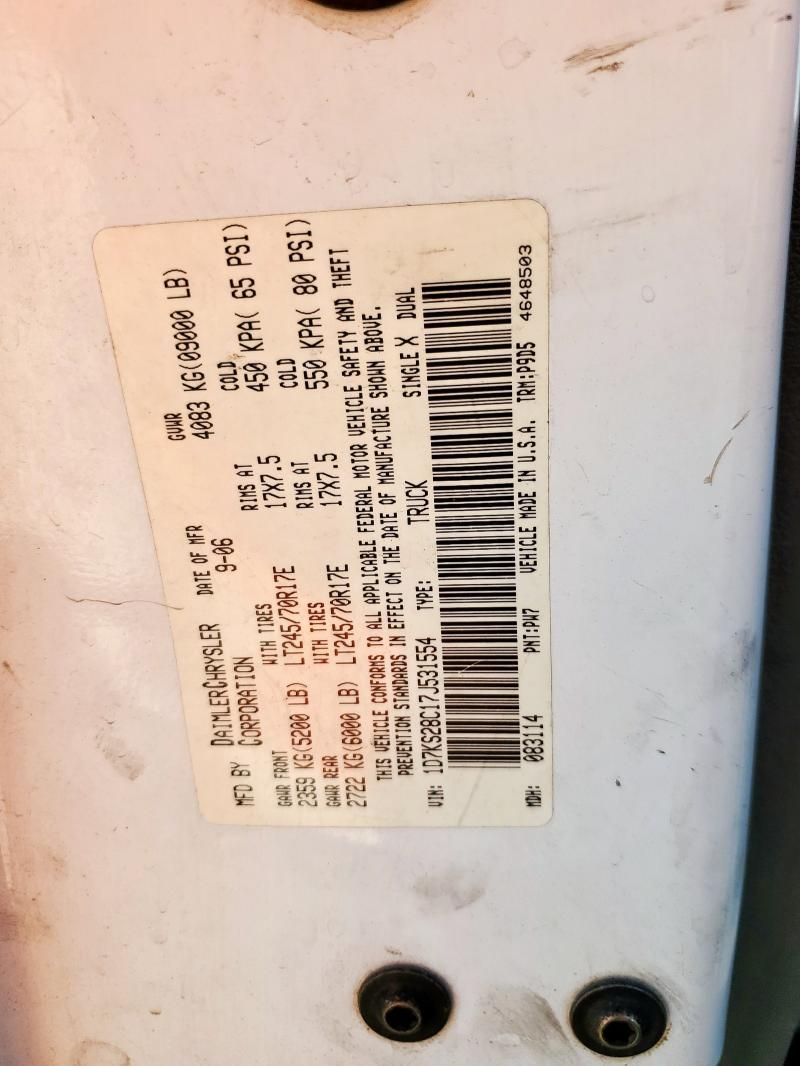 MFD BY DAIMLERCHRYSLER CORPORATION DATE OF MFR 9-06 GVWR 4083 KG(09000 LB)
GAWR FRONT WITH TIRES RIMS AT COLD
2359 KG(5200 LB) LT245/70R17E 17X7.5 450 KPA( 65 PSI)
GAWR REAR WITH TIRES RIMS AT COLD
2722 KG(6000 LB) LT245/70R17E 17X7.5 550 KPA( 80 PSI)
THIS VEHICLE CONFORMS TO ALL APPLICABLE FEDERAL MOTOR VEHICLE SAFETY AND THEFT
PREVENTION STANDARDS IN EFFECT ON THE DATE OF MANUFACTURE SHOWN ABOVE.
VIN: 1D7KS28C17J531554 TYPE: TRUCK SINGLE X DUAL
MDH: 083114 PNT:PW7 VEHICLE MADE IN U.S.A. TRM:P9D5 4648503